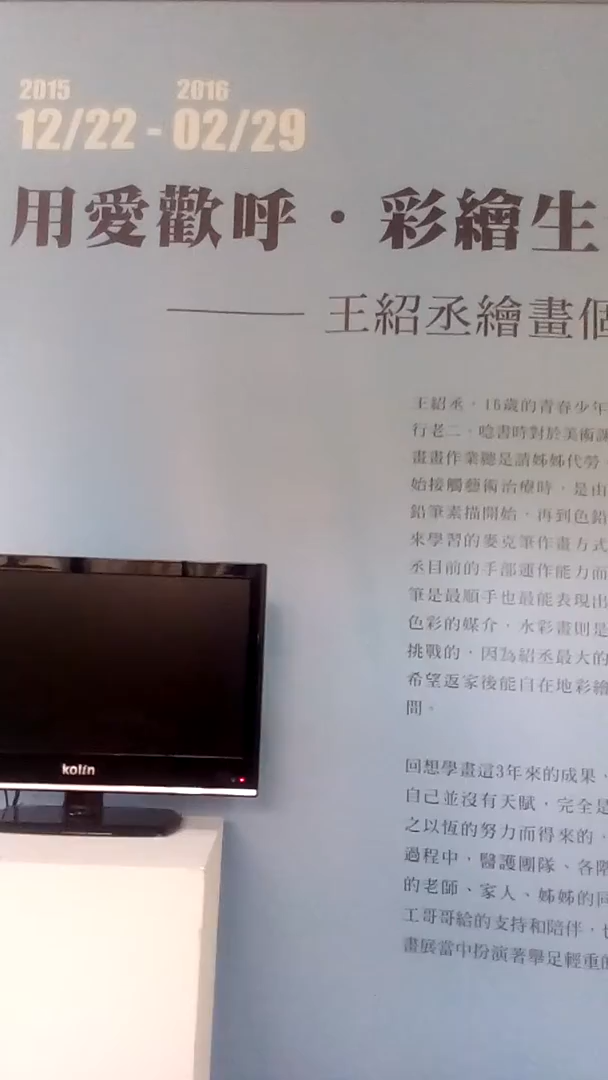 2015 2016
12/22 - 02/29
用愛歡呼・彩繪生
——王紹丞繪畫個
王紹丞，16歲的青春少年
行老二。唸書時對於美術課
畫畫作業總是請姊姊代勞。
始接觸藝術治療時，是由
鉛筆素描開始，再到色鉛
來學習的麥克筆作畫方式
丞目前的手部運作能力而
筆是最順手也最能表現出
色彩的媒介，水彩畫則是
挑戰的，因為紹丞最大的
希望返家後能自在地彩繪
間。
回想學畫這3年來的成果、
自己並沒有天賦，完全是
之以恆的努力而得來的，
過程中，醫護團隊、各階
的老師、家人、姊姊的同
工哥哥給的支持和陪伴，也
畫展當中扮演著舉足輕重的
kolin